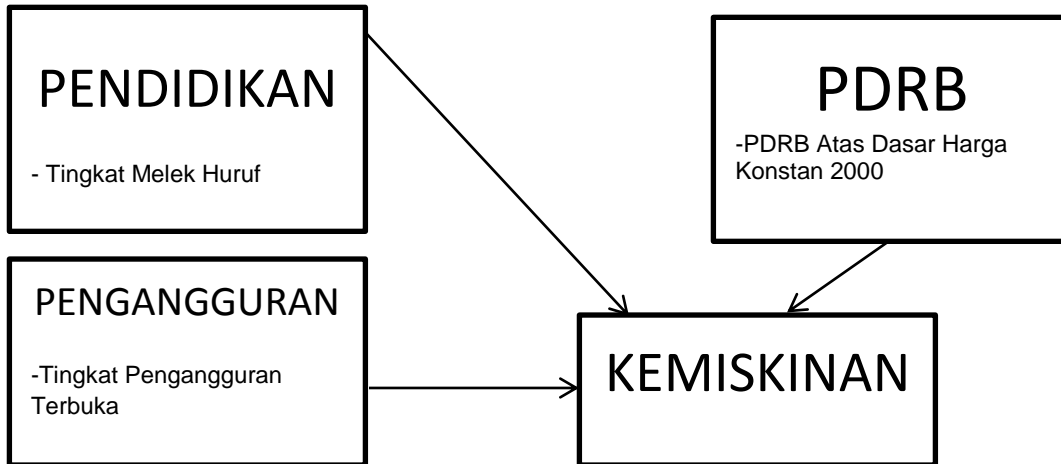 PENDIDIKAN
- Tingkat Melek Huruf
PDRB
-PDRB Atas Dasar Harga
Konstan 2000
PENGANGGURAN
-Tingkat Pengangguran
Terbuka
KEMISKINAN